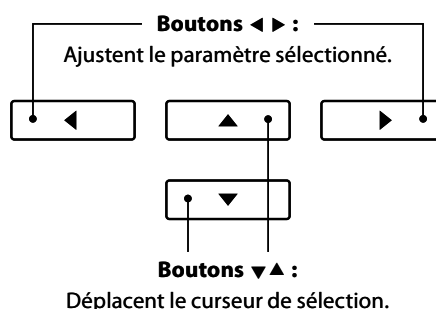 Boutons ◀ ▶ :
Ajustent le paramètre sélectionné.
◀ ▲ ▶
▼
Boutons ▼▲ :
Déplacent le curseur de sélection.